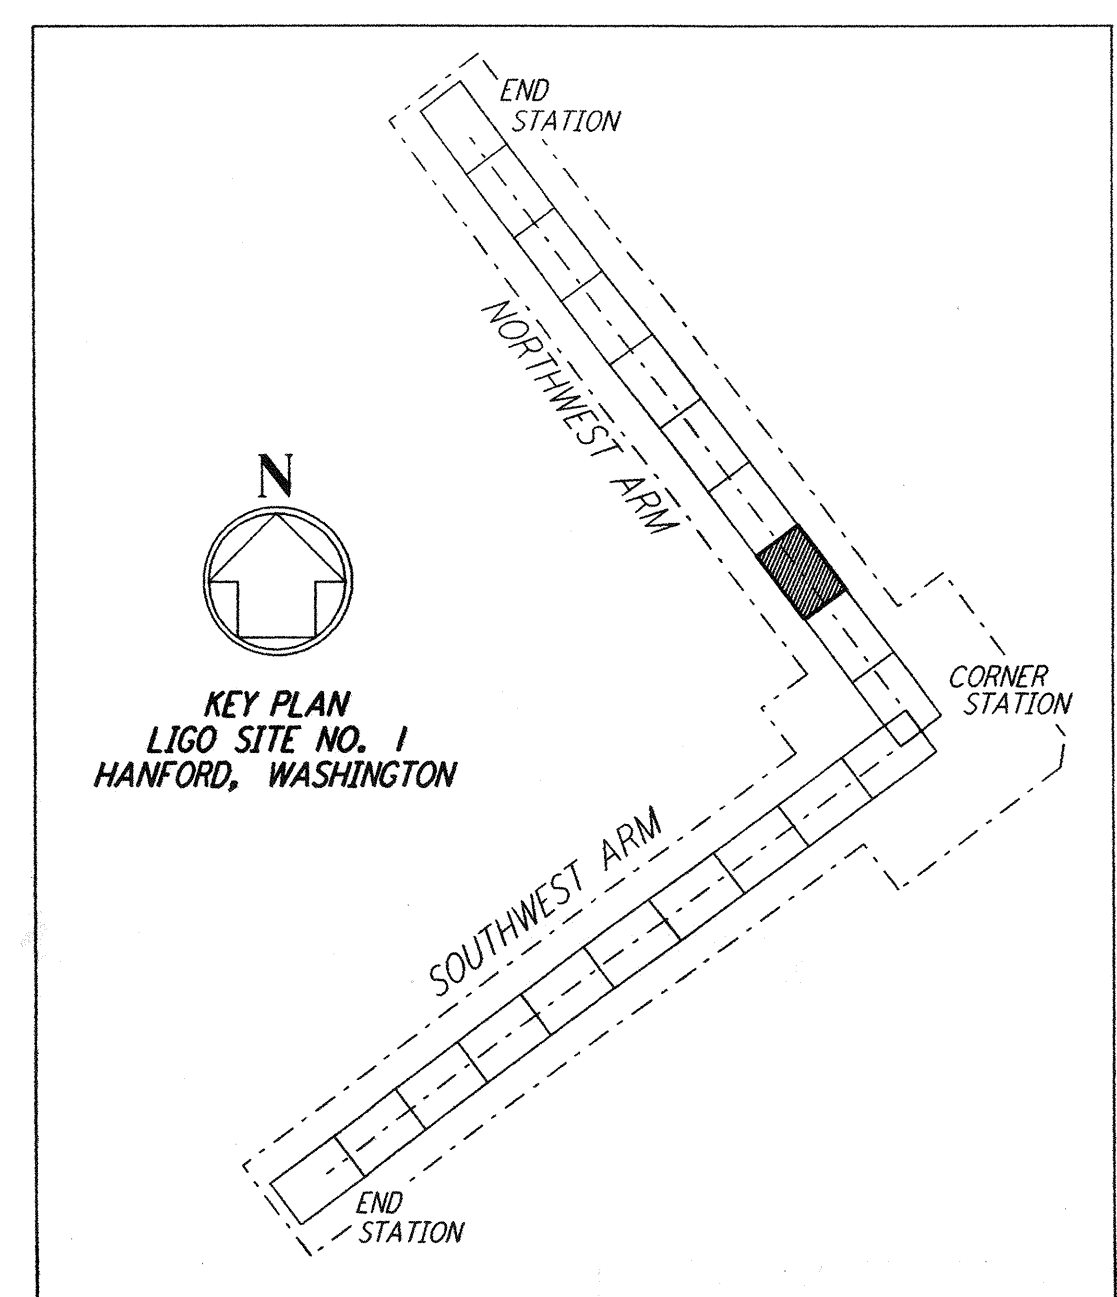 END
STATION
NORTHWEST ARM
N
KEY PLAN
LIGO SITE NO. 1
HANFORD, WASHINGTON
CORNER
STATION
SOUTHWEST ARM
END
STATION